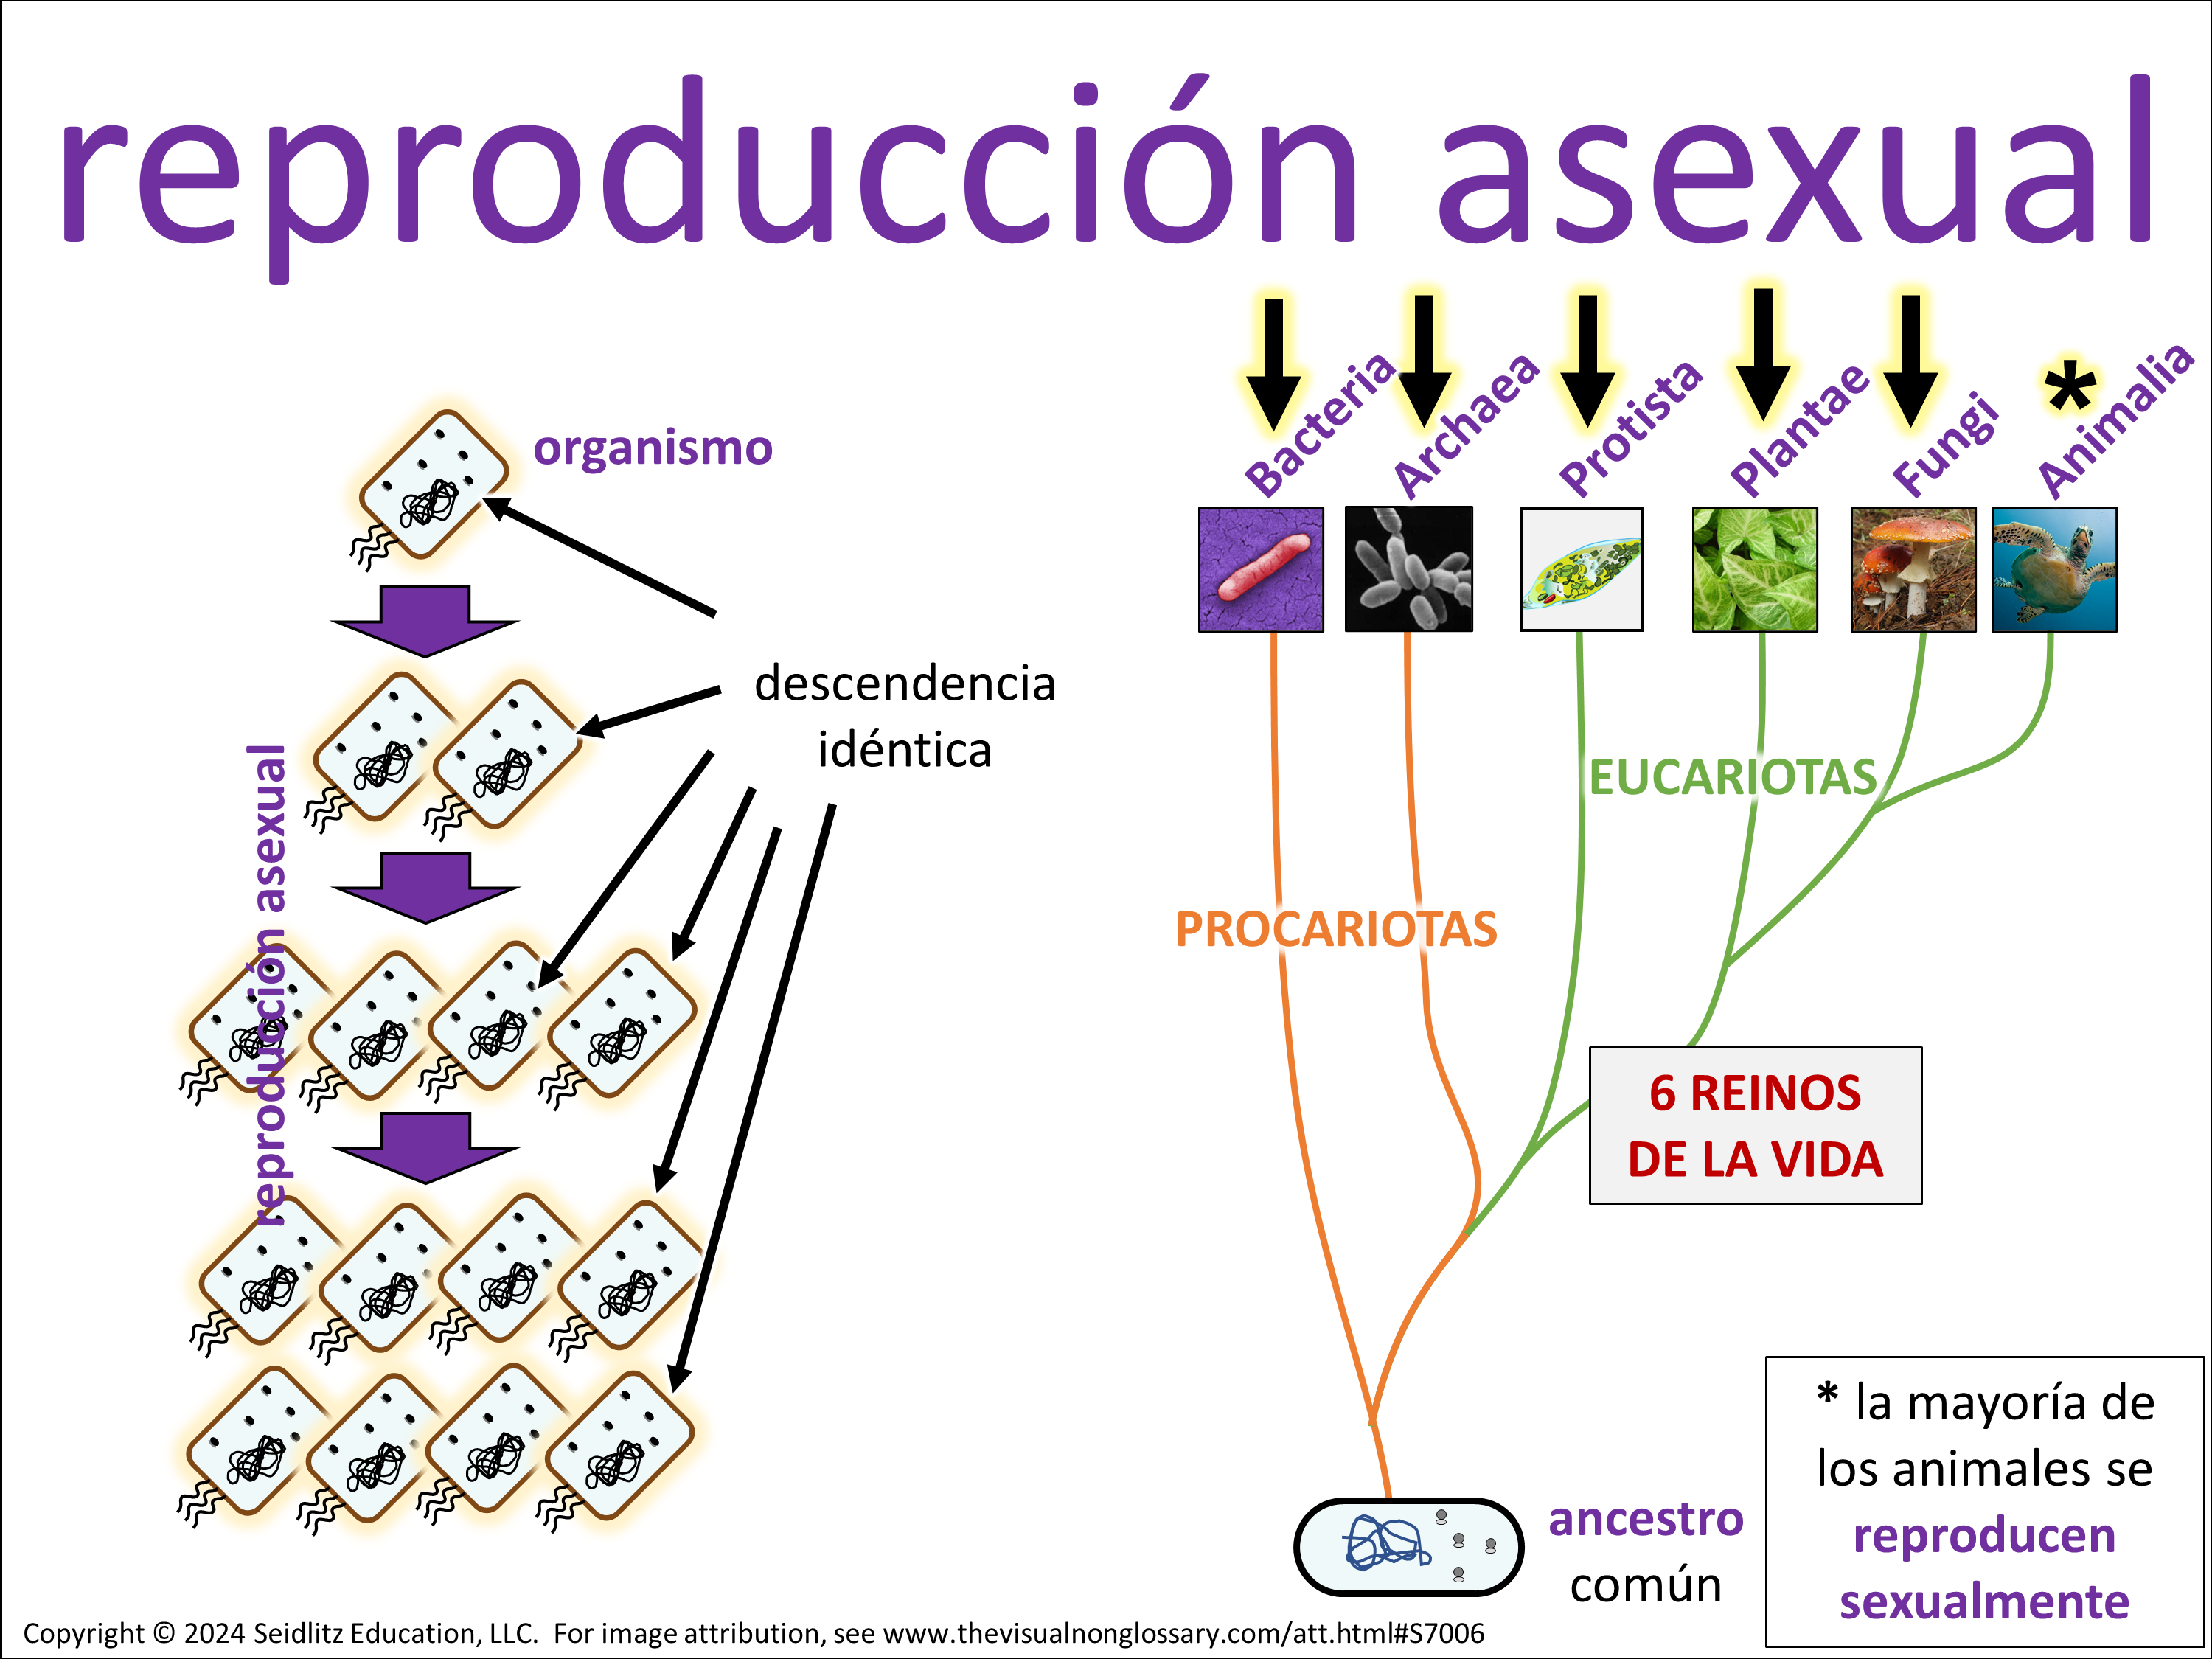 reproducción asexual
organismo
descendencia
idéntica
reproducción asexual
Bacteria
Archaea
Protista
Plantae
Fungi
*
Animalia
EUCARIOTAS
PROCARIOTAS
6 REINOS
DE LA VIDA
ancestro
común
* la mayoría de
los animales se
reproducen
sexualmente
Copyright © 2024 Seidlitz Education, LLC. For image attribution, see www.thevisualnonglossary.com/att.html#S7006